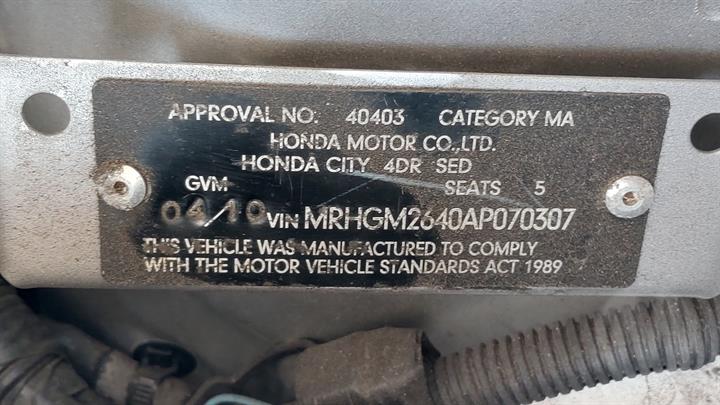 APPROVAL NO. 40403 CATEGORY MA
HONDA MOTOR CO.,LTD.
HONDA CITY 4DR SED
GVM SEATS 5
04/10 VIN MRHGM2640AP070307
THIS VEHICLE WAS MANUFACTURED TO COMPLY
WITH THE MOTOR VEHICLE STANDARDS ACT 1989